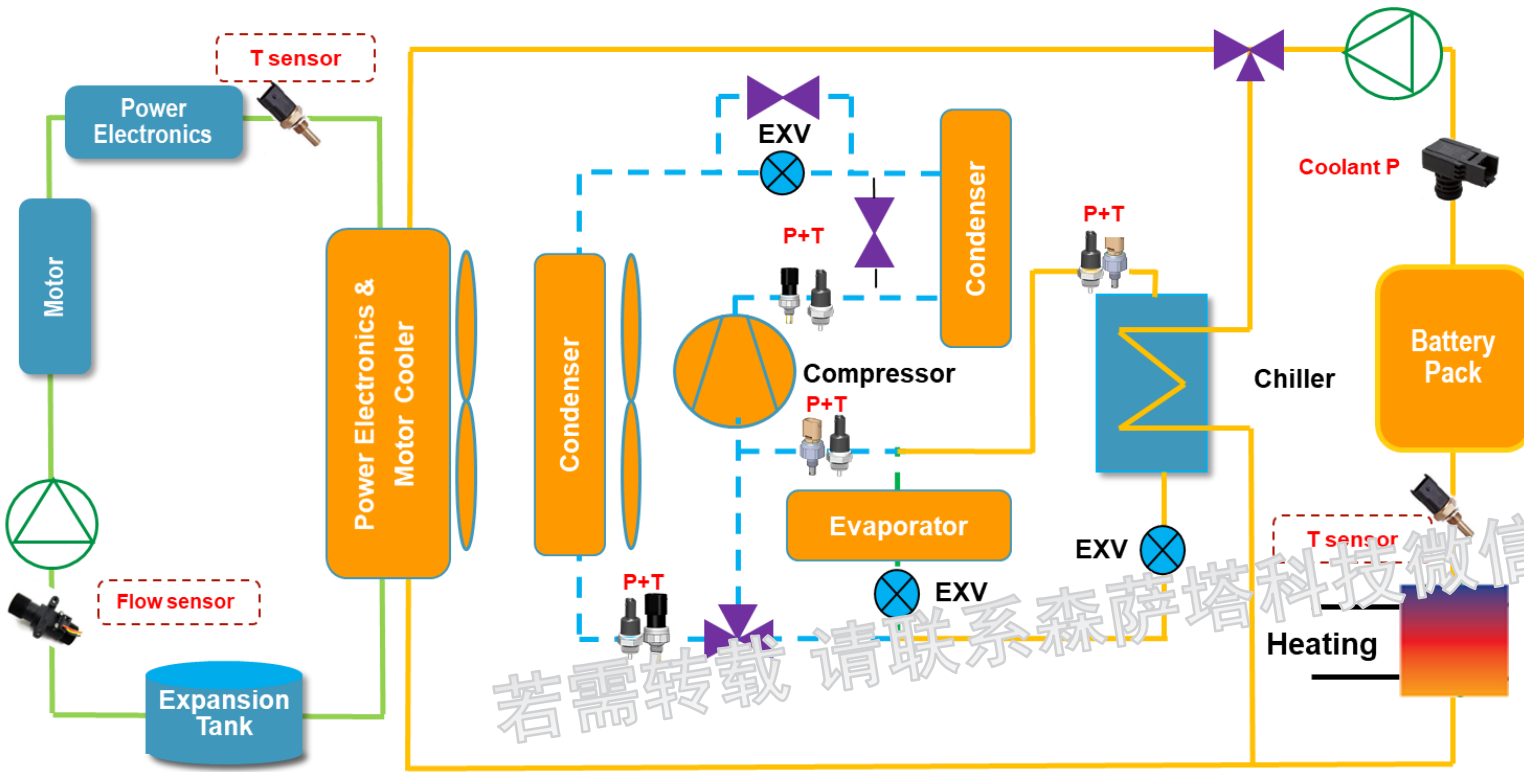 T sensor
Power
Electronics
Motor
Flow sensor
Expansion
Tank
Power Electronics &
Motor Cooler
Condenser
EXV
P+T
Condenser
Compressor
P+T
Evaporator
EXV
P+T
P+T
Chiller
EXV
Coolant P
Battery
Pack
T sensor
Heating
若需转载 请联系森萨塔科技微信